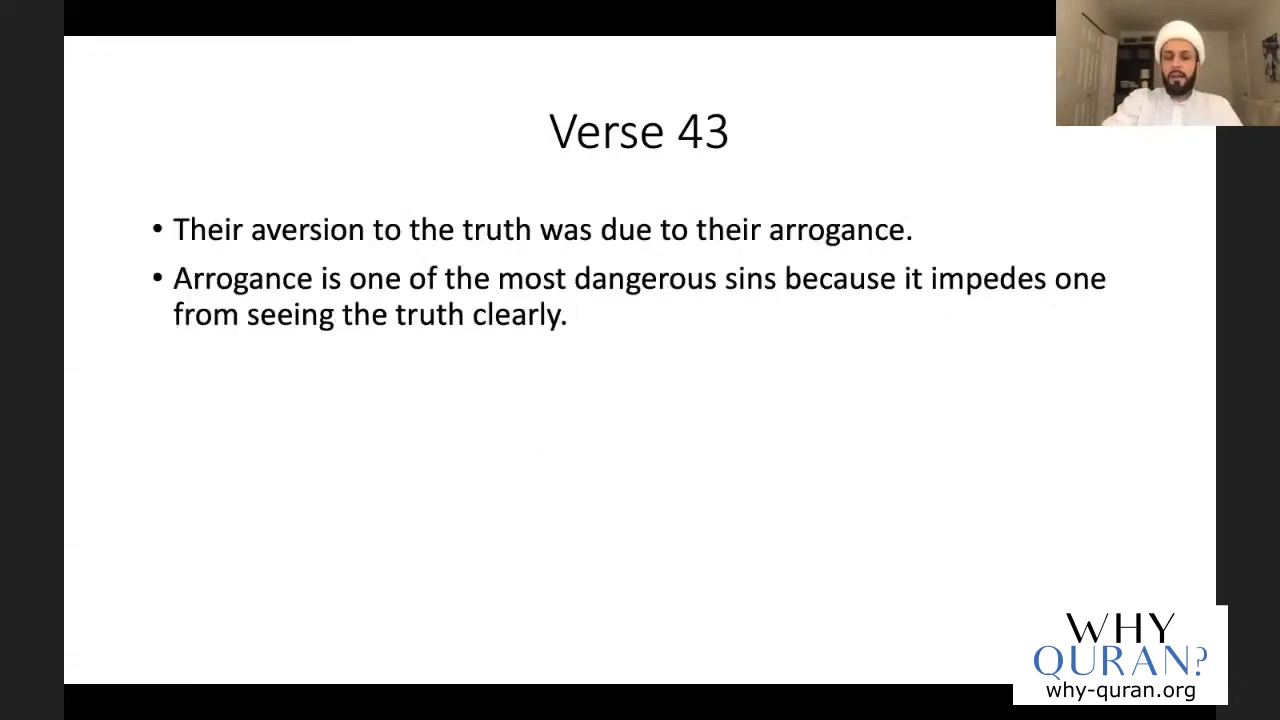 Verse 43
• Their aversion to the truth was due to their arrogance.
• Arrogance is one of the most dangerous sins because it impedes one
from seeing the truth clearly.
WHY
QURAN?
why-quran.org